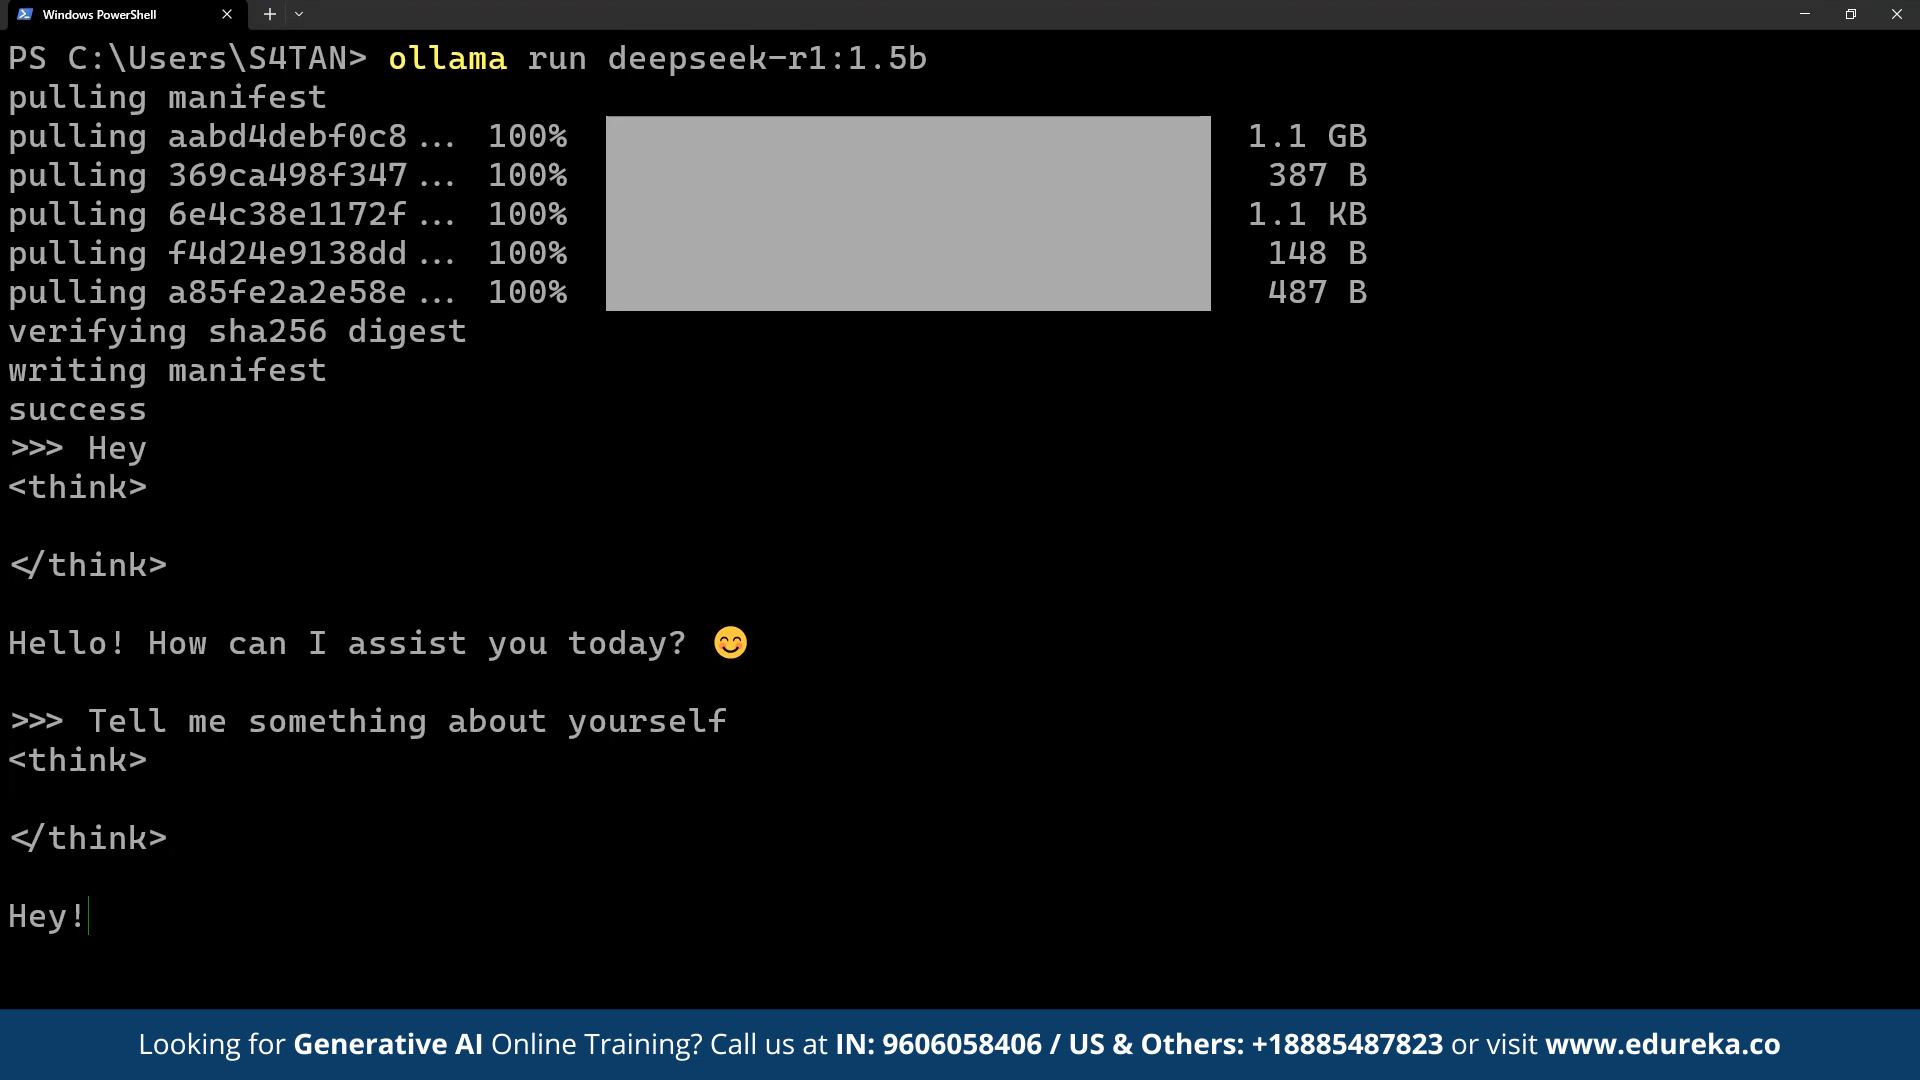 Windows PowerShell
PS C:\Users\S4TAN> ollama run deepseek-r1:1.5b
pulling manifest
pulling aabd4debf0c8... 100% 1.1 GB
pulling 369ca498f347... 100% 387 B
pulling 6e4c38e1172f... 100% 1.1 KB
pulling f4d24e9138dd... 100% 148 B
pulling a85fe2a2e58e... 100% 487 B
verifying sha256 digest
writing manifest
success
>>> Hey
<think>
</think>
Hello! How can I assist you today? 😊
>>> Tell me something about yourself
<think>
</think>
Hey!
Looking for Generative AI Online Training? Call us at IN: 9606058406 / US & Others: +18885487823 or visit www.edureka.co